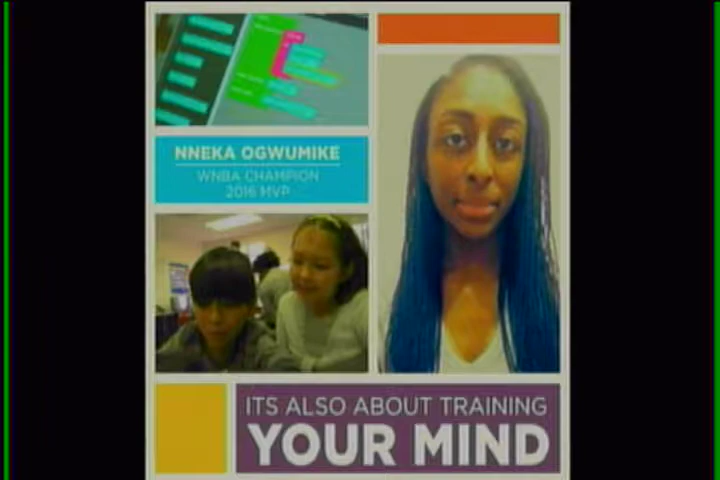 NNEKA OGWUMIKE
WNBA CHAMPION
2016 MVP
ITS ALSO ABOUT TRAINING
YOUR MIND